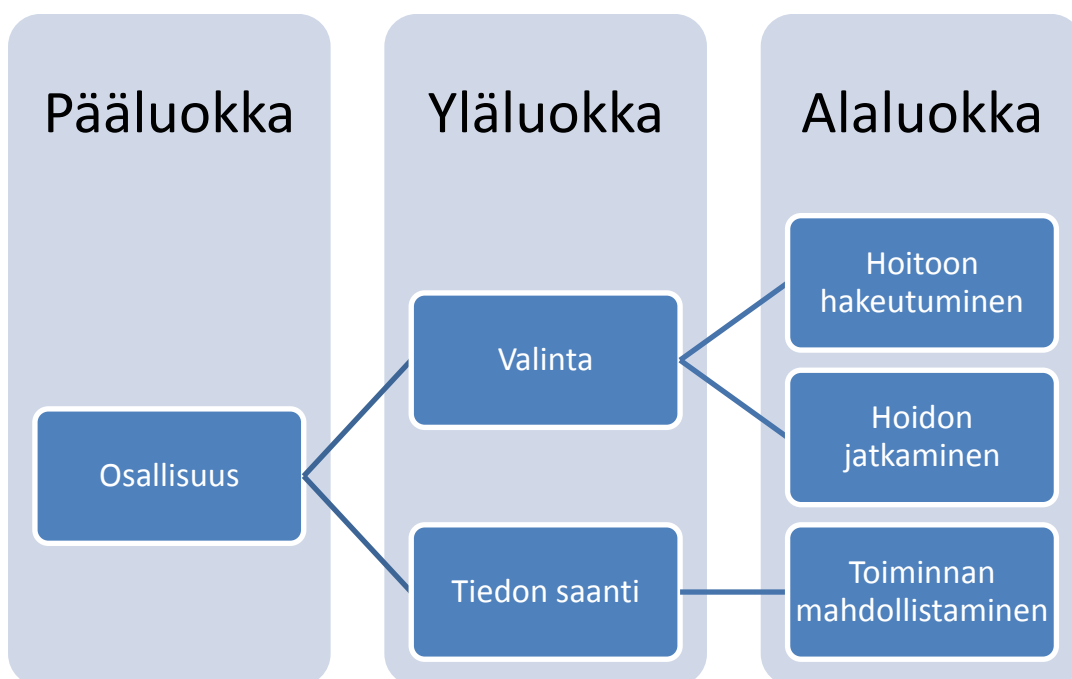 Pääluokka
Yläluokka
Alaluokka
Osallisuus
Valinta
Tiedon saanti
Hoitoon
hakeutuminen
Hoidon
jatkaminen
Toiminnan
mahdollistaminen